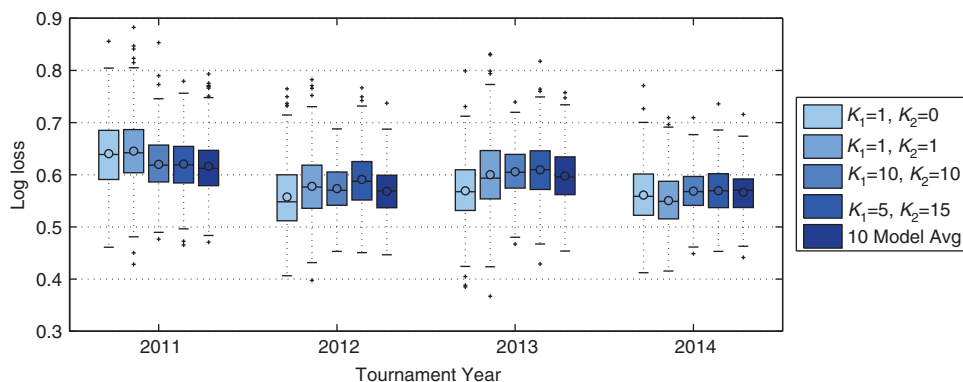 0.9
0.8
0.7
0.6
0.5
0.4
0.3
Log loss
2011 2012 2013 2014
Tournament Year
K₁=1, K₂=0
K₁=1, K₂=1
K₁=10, K₂=10
K₁=5, K₂=15
10 Model Avg